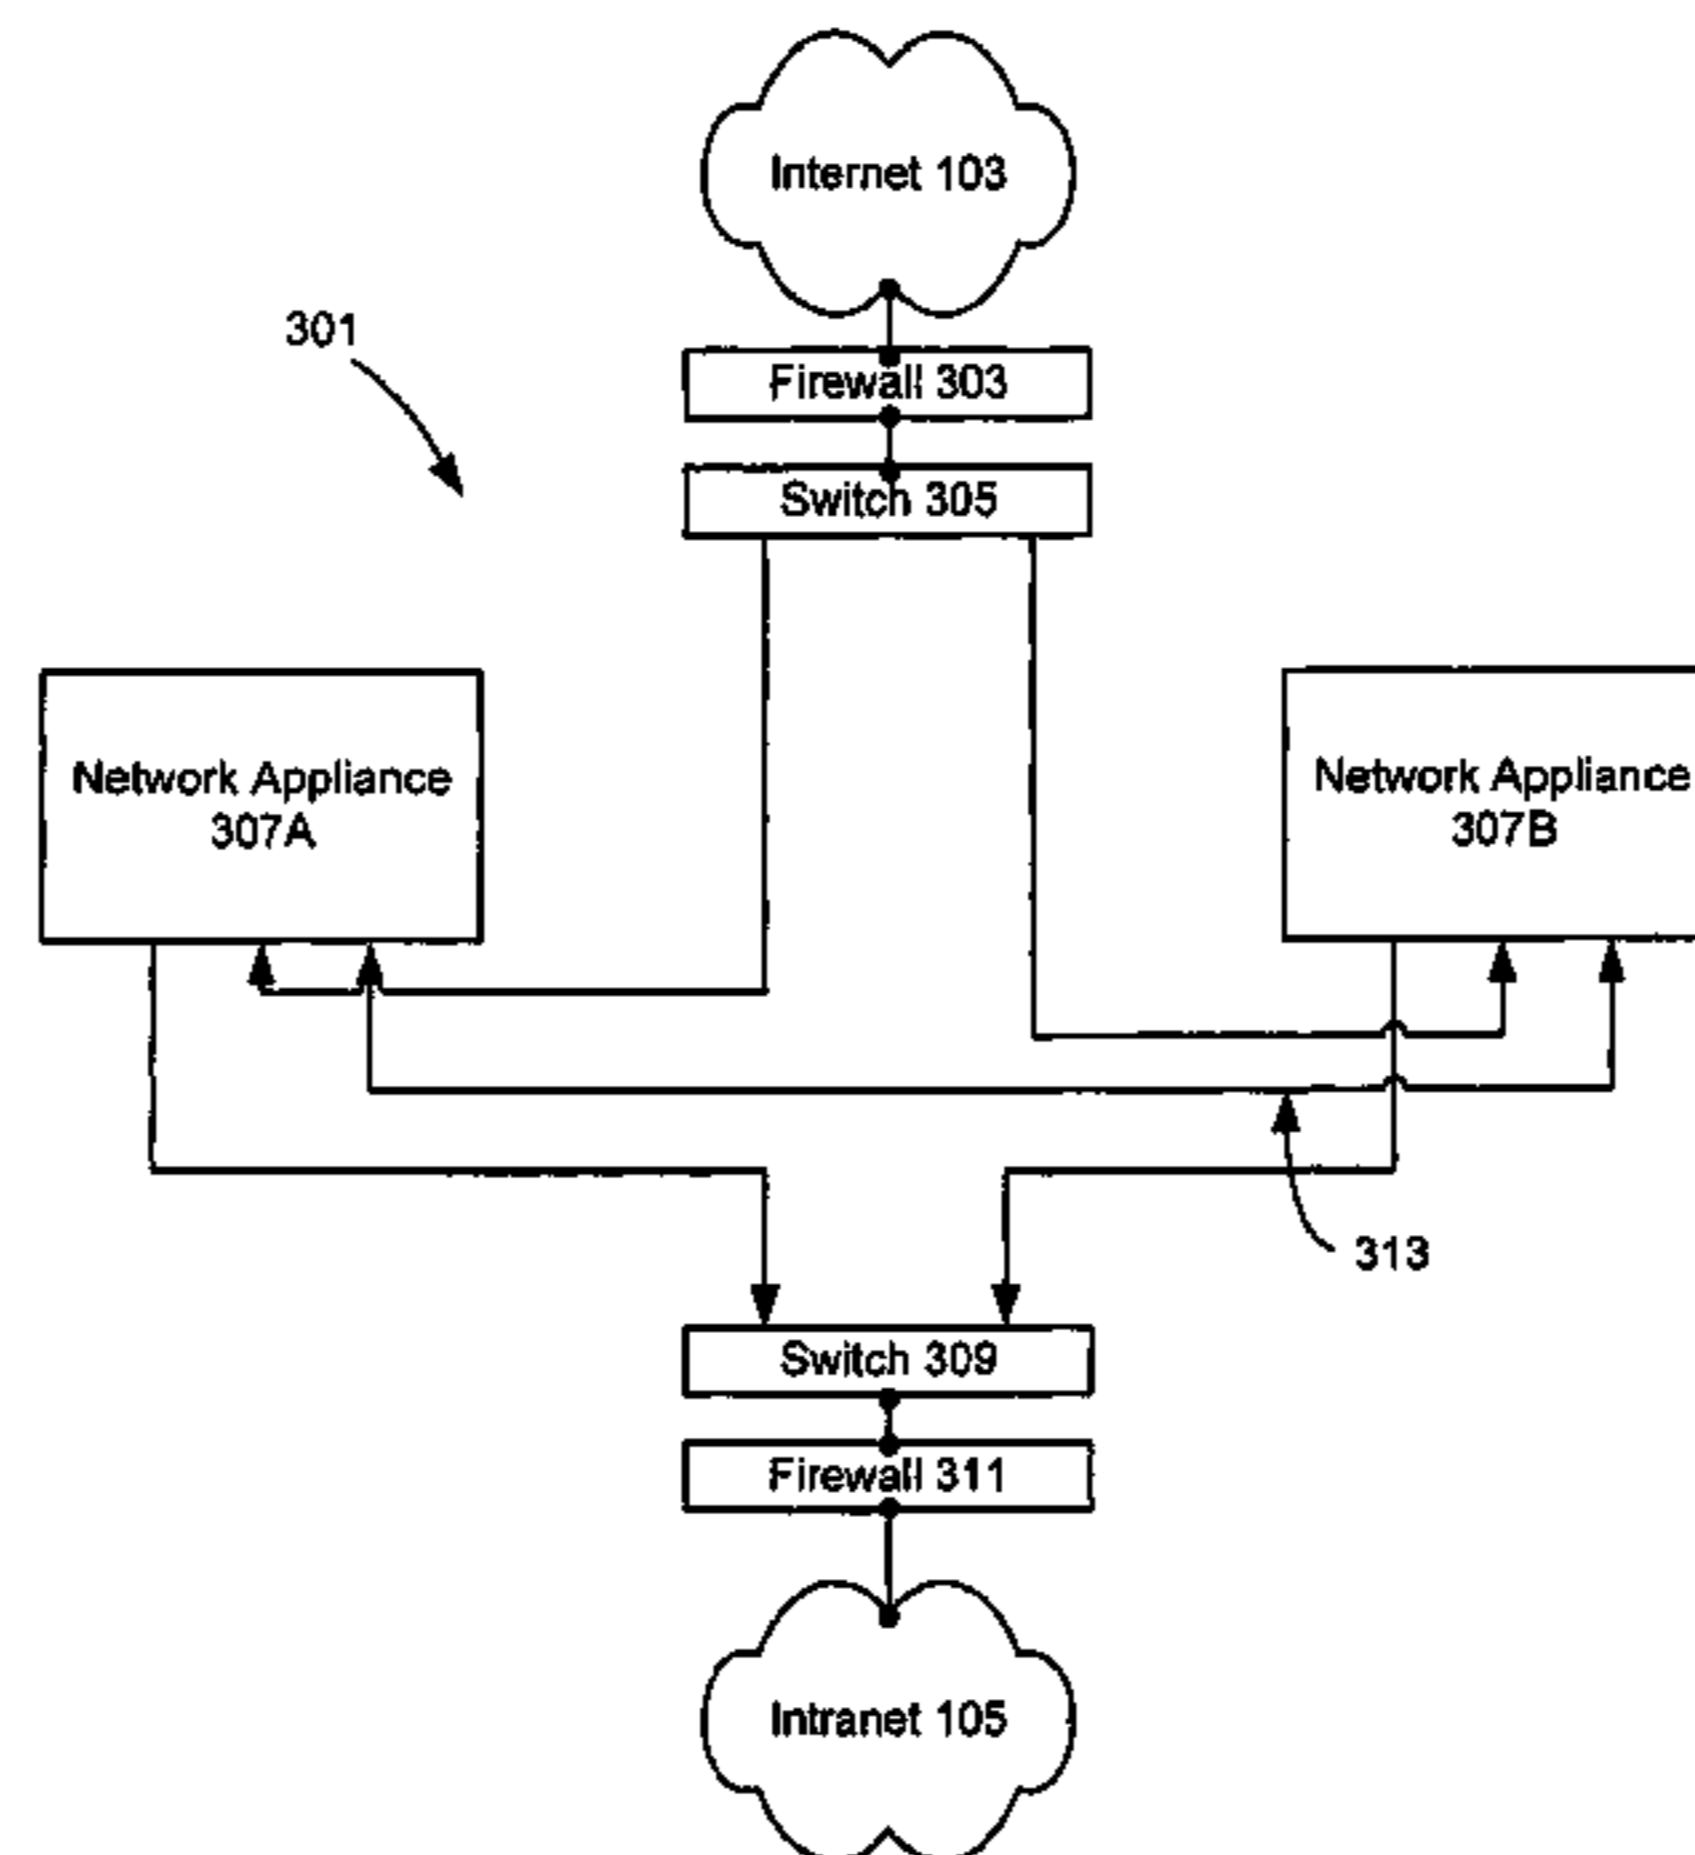 Internet 103
301
Firewall 303
Switch 305
Network Appliance
307A
Network Appliance
307B
313
Switch 309
Firewall 311
Intranet 105